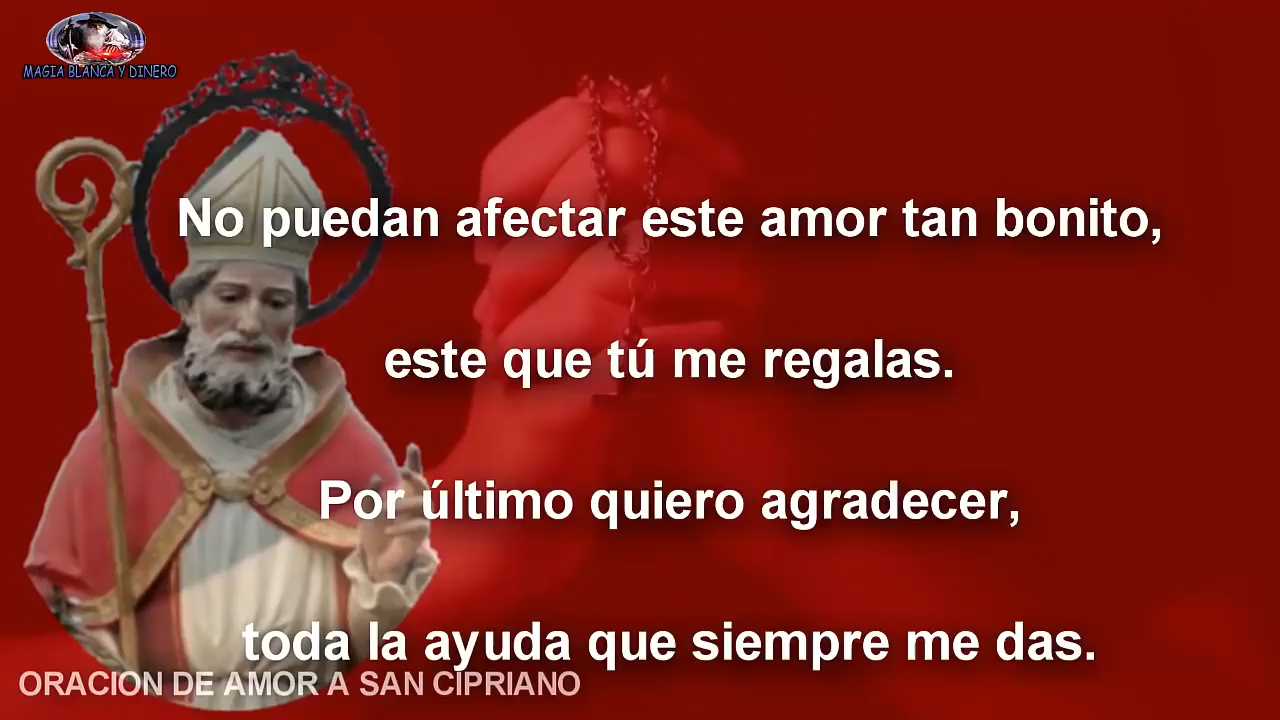 MAGIA BLANCA Y DINERO
No puedan afectar este amor tan bonito,
este que tú me regalas.
Por último quiero agradecer,
toda la ayuda que siempre me das.
ORACION DE AMOR A SAN CIPRIANO